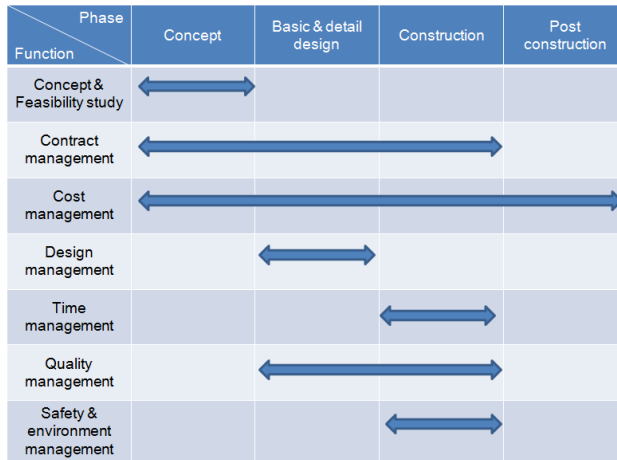 Phase
Function
Concept
Basic & detail
design
Construction
Post
construction
Concept &
Feasibility study
Contract
management
Cost
management
Design
management
Time
management
Quality
management
Safety &
environment
management